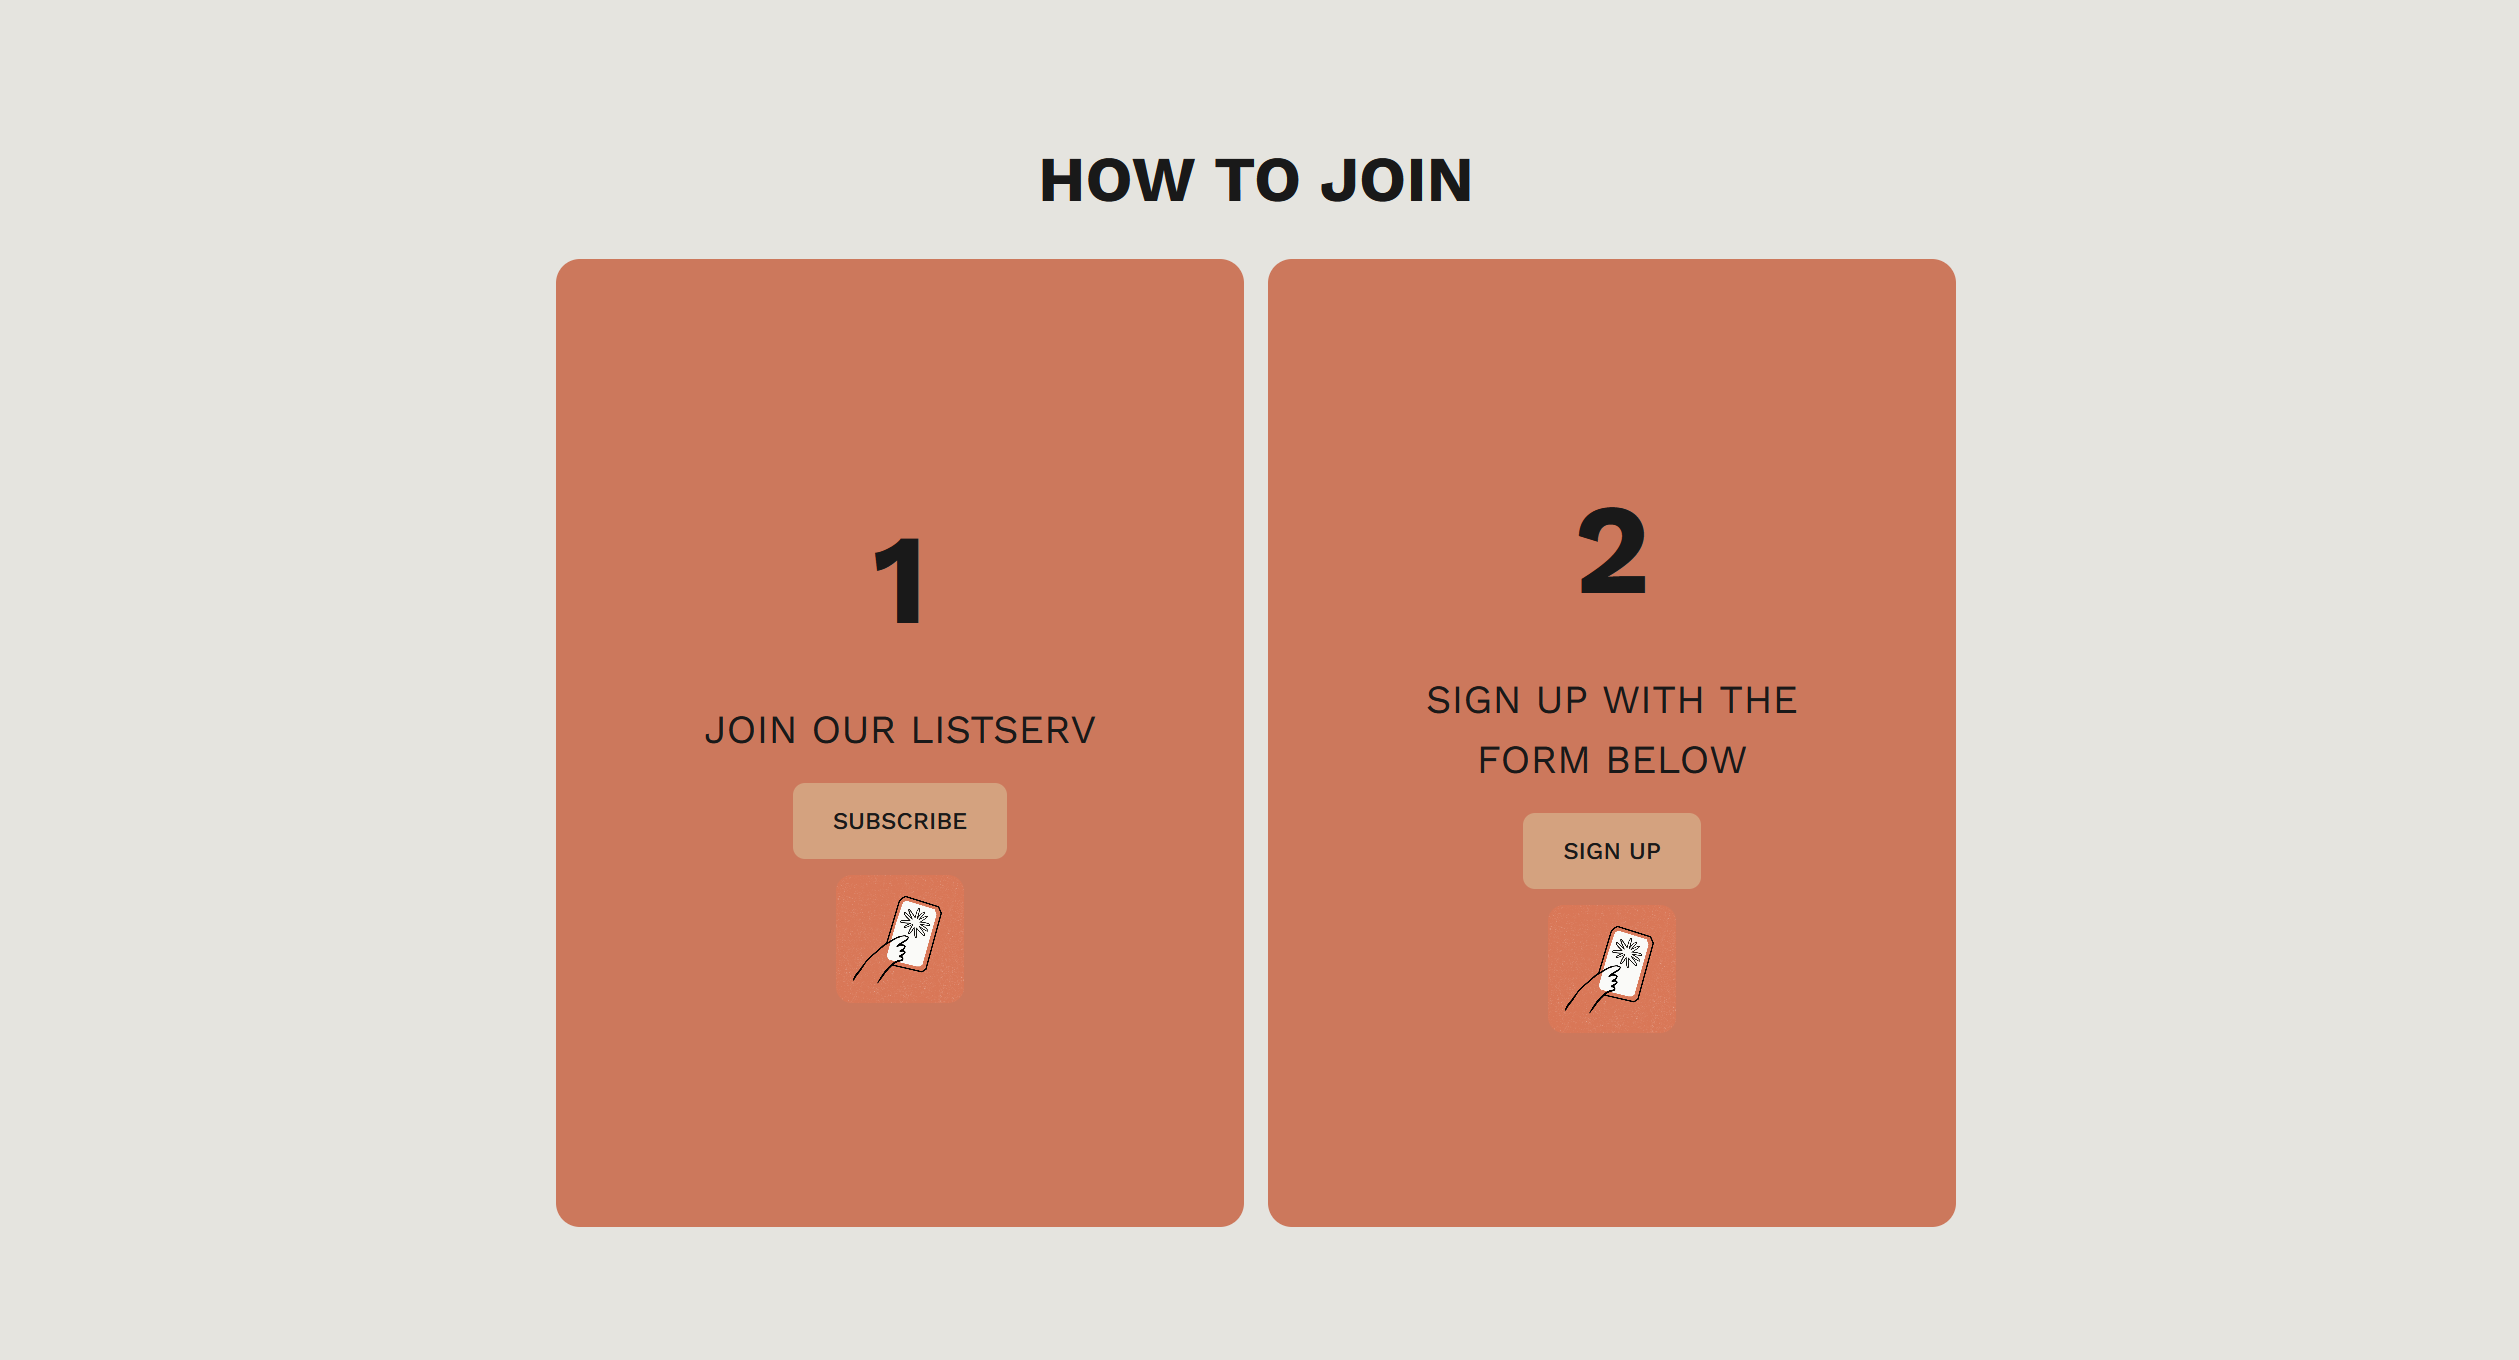 HOW TO JOIN
1
JOIN OUR LISTSERV
SUBSCRIBE
2
SIGN UP WITH THE
FORM BELOW
SIGN UP